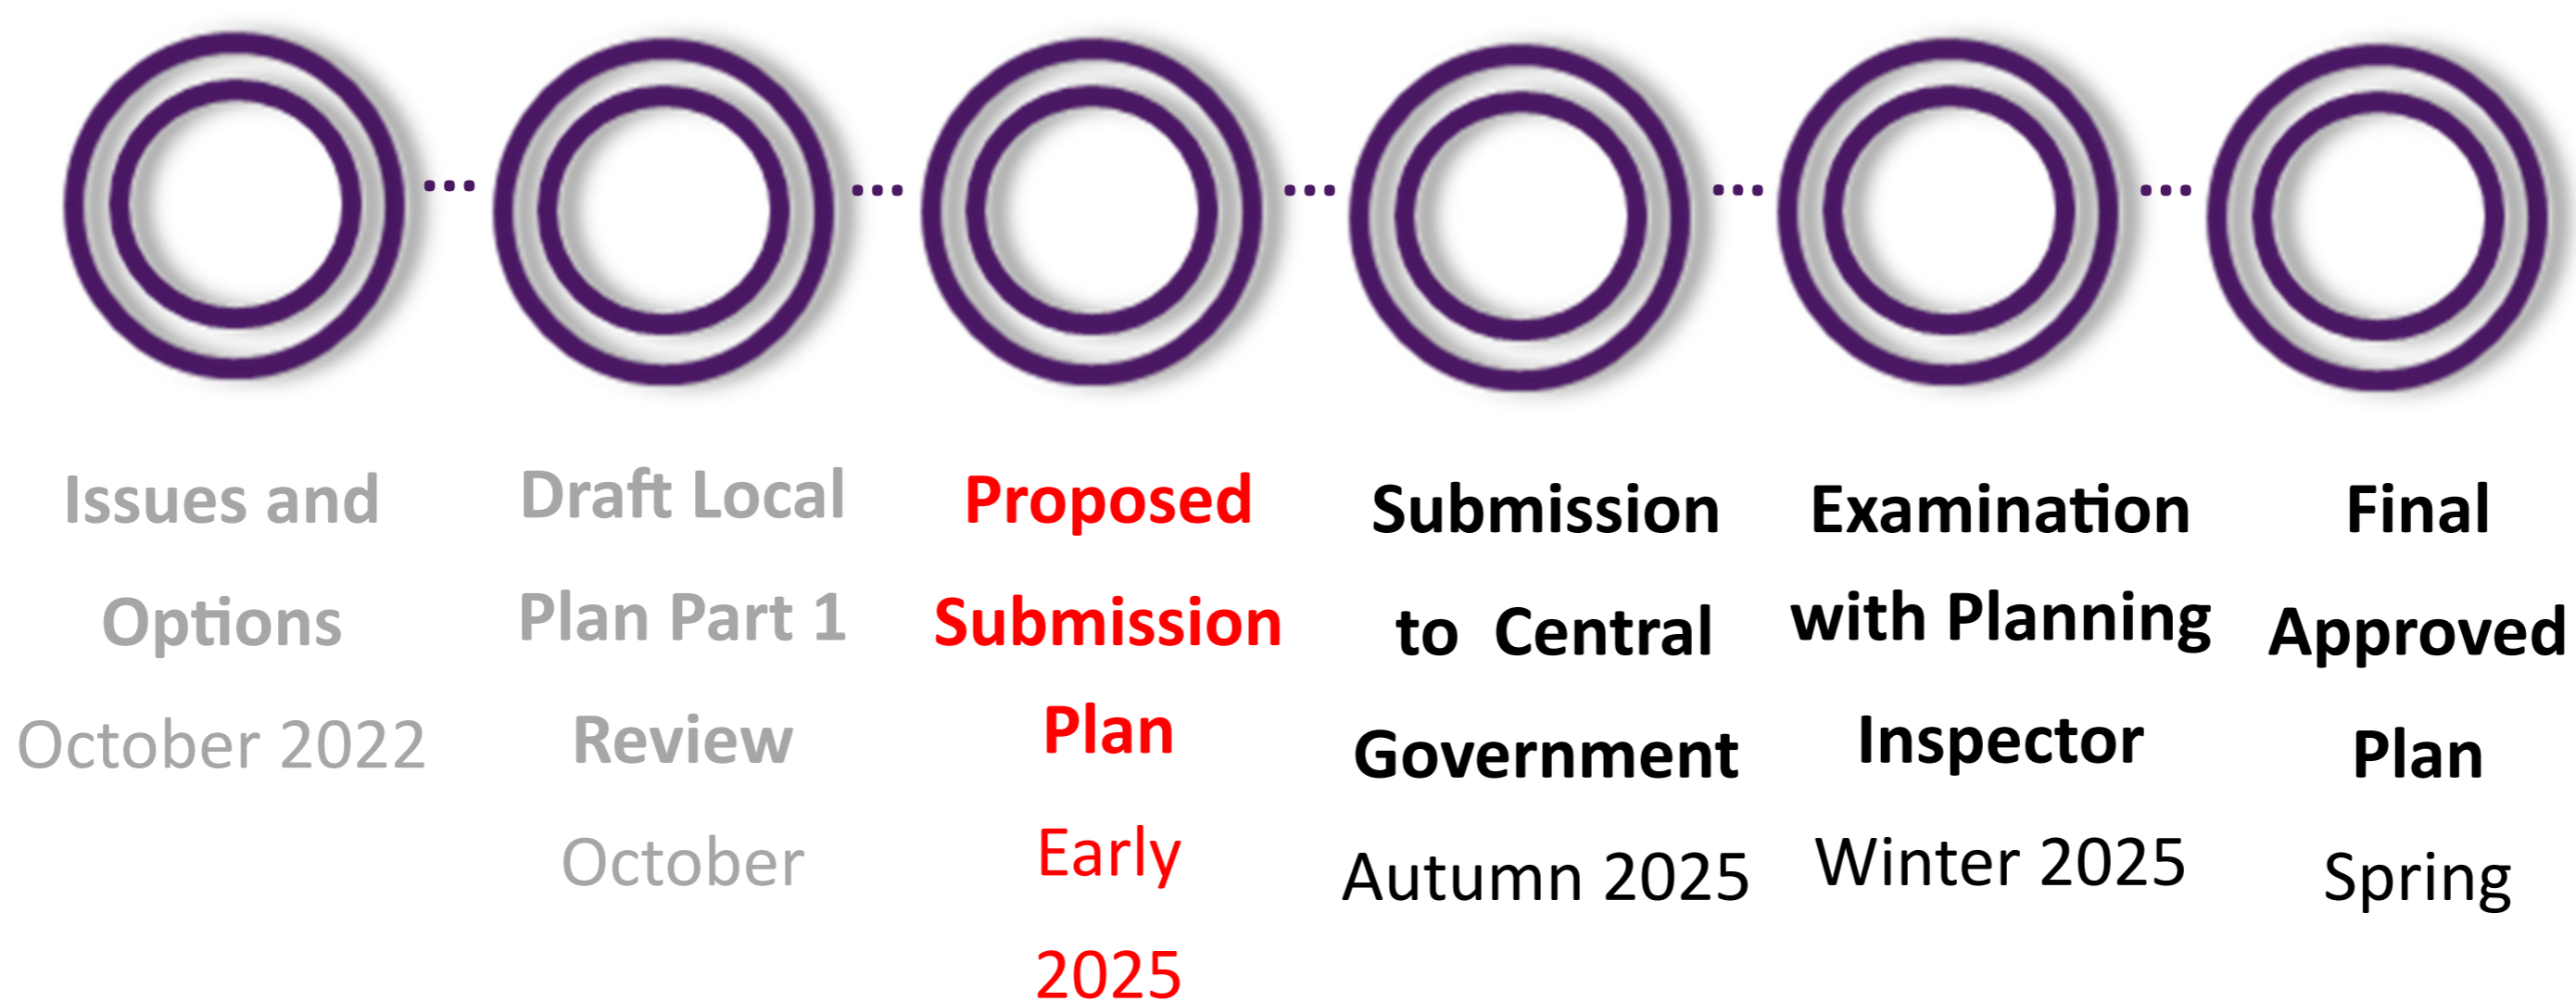 Issues and
Options
October 2022
Draft Local
Plan Part 1
Review
October
Proposed
Submission
Plan
Early
2025
Submission
to  Central
Government
Autumn 2025
Examination
with Planning
Inspector
Winter 2025
Final
Approved
Plan
Spring